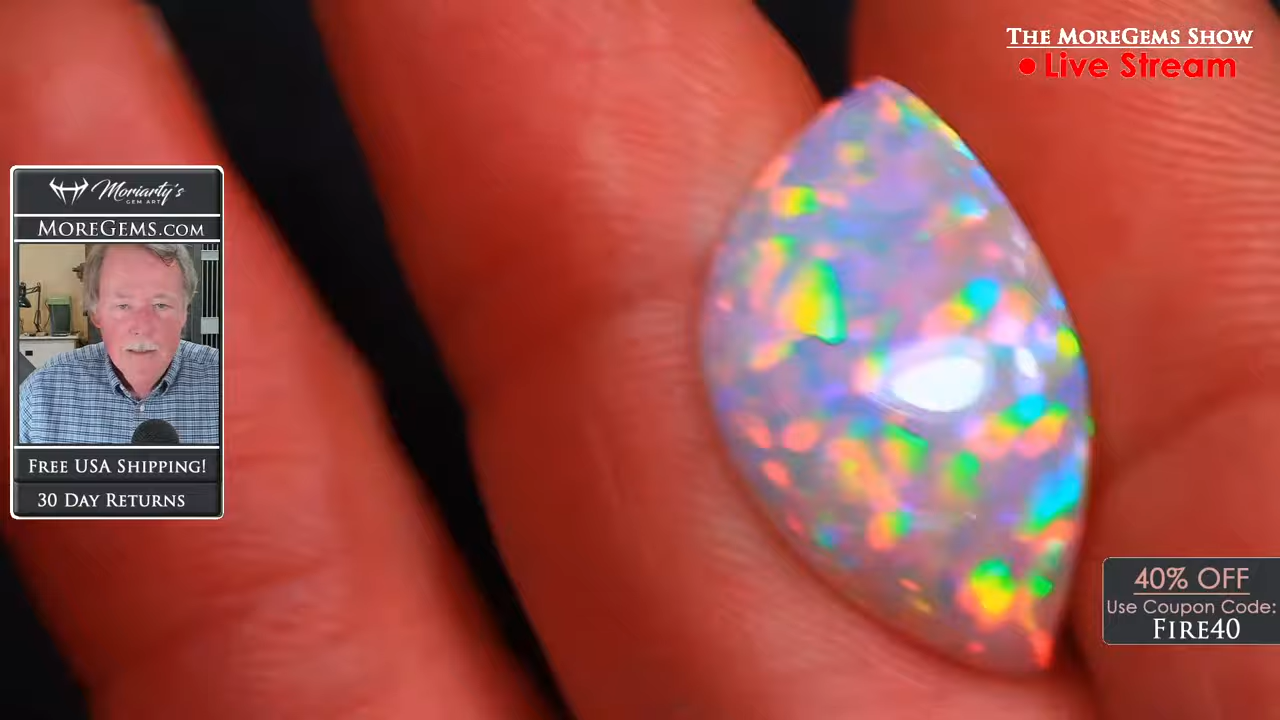 The MoreGems Show
Live Stream
Moriarty's
GEM ART
MoreGems.com
Free USA Shipping!
30 Day Returns
40% OFF
Use Coupon Code:
Fire40